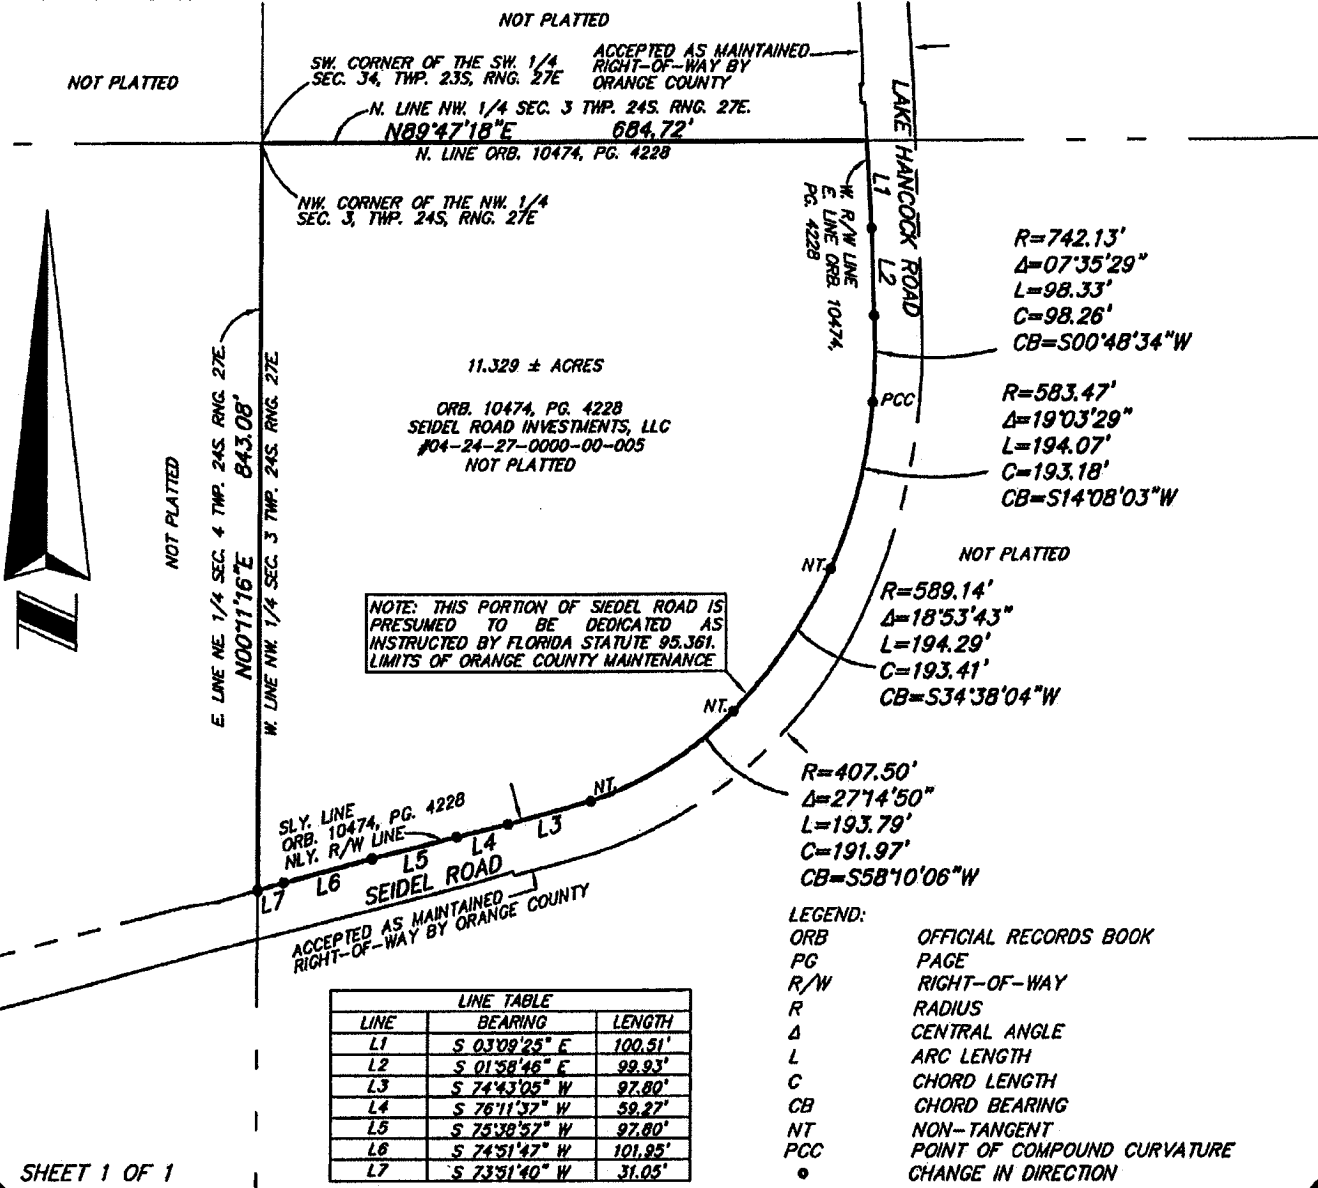 NOT PLATTED
NOT PLATTED
SW. CORNER OF THE SW. 1/4
SEC. 34, TWP. 23S, RNG. 27E
ACCEPTED AS MAINTAINED
RIGHT-OF-WAY BY
ORANGE COUNTY
N. LINE NW. 1/4 SEC. 3 TWP. 24S. RNG. 27E.
N89°47'18"E 684.72'
N. LINE ORB. 10474, PG. 4228
NW. CORNER OF THE NW. 1/4
SEC. 3, TWP. 24S, RNG. 27E
LAKE HANCOCK ROAD
L1
L2
W. R/W LINE
E. LINE ORB. 10474,
PG. 4228
R=742.13'
Δ=07°35'29"
L=98.33'
C=98.26'
CB=S00°48'34"W
11.329 ± ACRES
ORB. 10474, PG. 4228
SEIDEL ROAD INVESTMENTS, LLC
#04-24-27-0000-00-005
NOT PLATTED
PCC
R=583.47'
Δ=19°03'29"
L=194.07'
C=193.18'
CB=S14°08'03"W
NOT PLATTED
E. LINE NE 1/4 SEC. 4 TWP. 24S. RNG. 27E.
N00°11'16"E 843.08'
W. LINE NW. 1/4 SEC. 3 TWP. 24S. RNG. 27E.
NT.
NOT PLATTED
R=589.14'
Δ=18°53'43"
L=194.29'
C=193.41'
CB=S34°38'04"W
NOTE: THIS PORTION OF SIEDEL ROAD IS
PRESUMED TO BE DEDICATED AS
INSTRUCTED BY FLORIDA STATUTE 95.361.
LIMITS OF ORANGE COUNTY MAINTENANCE
NT.
R=407.50'
Δ=27°14'50"
L=193.79'
C=191.97'
CB=S58°10'06"W
NT.
SLY. LINE
ORB. 10474, PG. 4228
NLY. R/W LINE
L3
L4
L5
L6
L7
SEIDEL ROAD
ACCEPTED AS MAINTAINED
RIGHT-OF-WAY BY ORANGE COUNTY
LEGEND:
ORB OFFICIAL RECORDS BOOK
PG PAGE
R/W RIGHT-OF-WAY
R RADIUS
Δ CENTRAL ANGLE
L ARC LENGTH
C CHORD LENGTH
CB CHORD BEARING
NT NON-TANGENT
PCC POINT OF COMPOUND CURVATURE
● CHANGE IN DIRECTION
LINE TABLE
LINE BEARING LENGTH
L1 S 03°09'25" E 100.51'
L2 S 01°58'46" E 99.93'
L3 S 74°43'05" W 97.80'
L4 S 76°11'37" W 59.27'
L5 S 75°38'57" W 97.80'
L6 S 74°51'47" W 101.95'
L7 S 73°51'40" W 31.05'
SHEET 1 OF 1